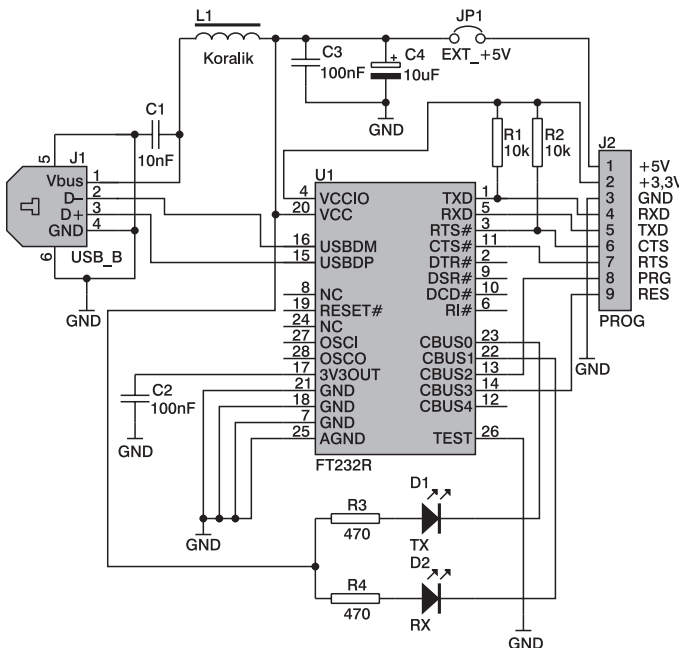 L1
Koralik
JP1
EXT_+5V
C3
100nF
+
C4
10uF
GND
C1
10nF
R1
10k
R2
10k
J2
1 +5V
2 +3,3V
3 GND
4 RXD
5 TXD
6 CTS
7 RTS
8 PRG
9 RES
PROG
GND
5
J1
Vbus 1
D- 2
D+ 3
GND 4
USB_B
6
GND
U1
4 VCCIO
20 VCC
16 USBDM
15 USBDP
8 NC
19 RESET#
24 NC
27 OSCI
28 OSCO
17 3V3OUT
21 GND
18 GND
7 GND
25 AGND
TXD 1
RXD 5
RTS# 3
CTS# 11
DTR# 2
DSR# 9
DCD# 10
RI# 6
CBUS0 23
CBUS1 22
CBUS2 13
CBUS3 14
CBUS4 12
TEST 26
FT232R
C2
100nF
GND
GND
R3
470
D1
TX
R4
470
D2
RX
GND